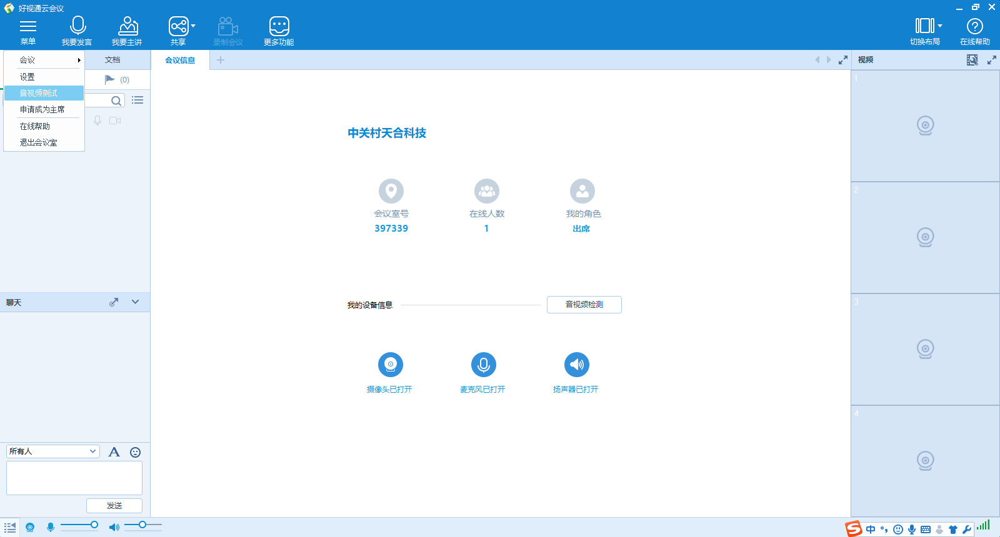 好视通云会议
菜单
我要发言
我要主讲
共享
录制会议
更多功能
切换布局
在线帮助
会议
设置
音视频测试
申请成为主席
在线帮助
退出会议室
文档
(0)
会议信息
视频
中关村天合科技
会议室号
397339
在线人数
1
我的角色
出席
我的设备信息
音视频检测
摄像头已打开
麦克风已打开
扬声器已打开
聊天
所有人
A
发送
1
2
3
4
S 中